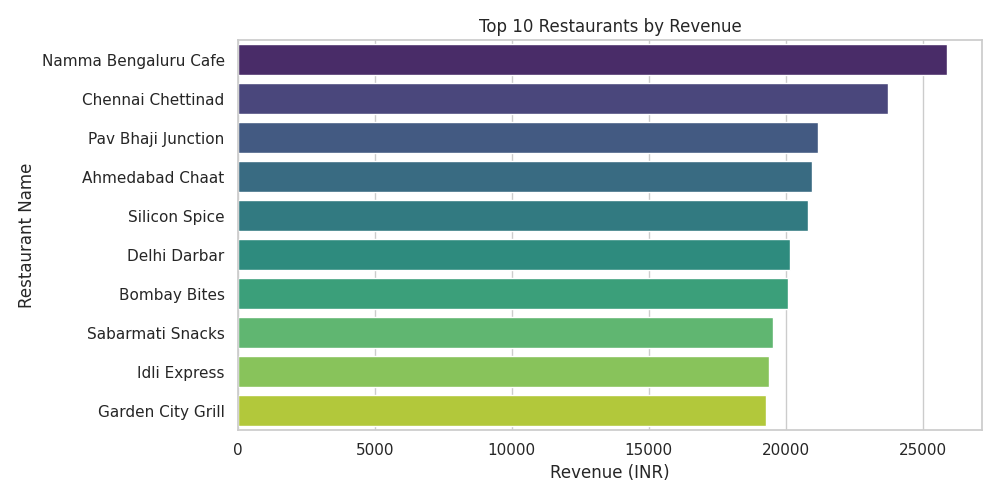 Top 10 Restaurants by Revenue
Restaurant Name
Namma Bengaluru Cafe
Chennai Chettinad
Pav Bhaji Junction
Ahmedabad Chaat
Silicon Spice
Delhi Darbar
Bombay Bites
Sabarmati Snacks
Idli Express
Garden City Grill
0 5000 10000 15000 20000 25000
Revenue (INR)